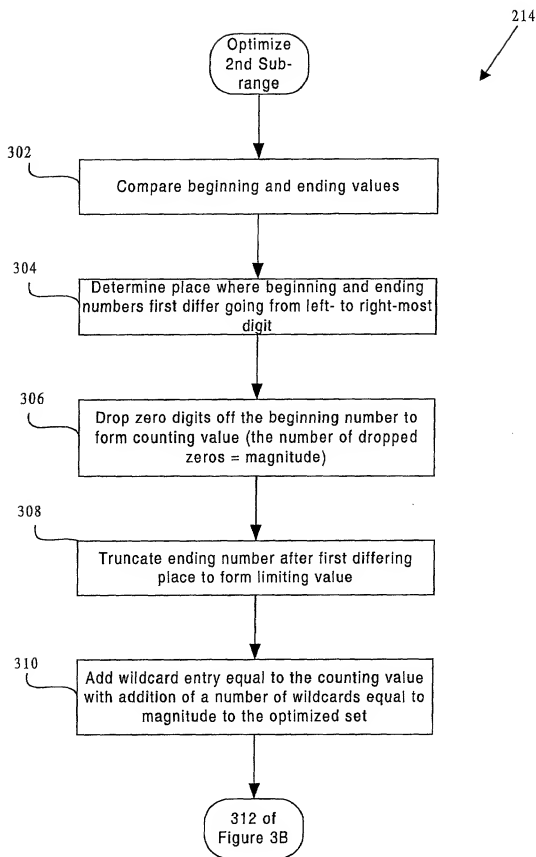 214
Optimize
2nd Sub-
range
302
Compare beginning and ending values
304
Determine place where beginning and ending
numbers first differ going from left- to right-most
digit
306
Drop zero digits off the beginning number to
form counting value (the number of dropped
zeros = magnitude)
308
Truncate ending number after first differing
place to form limiting value
310
Add wildcard entry equal to the counting value
with addition of a number of wildcards equal to
magnitude to the optimized set
312 of
Figure 3B